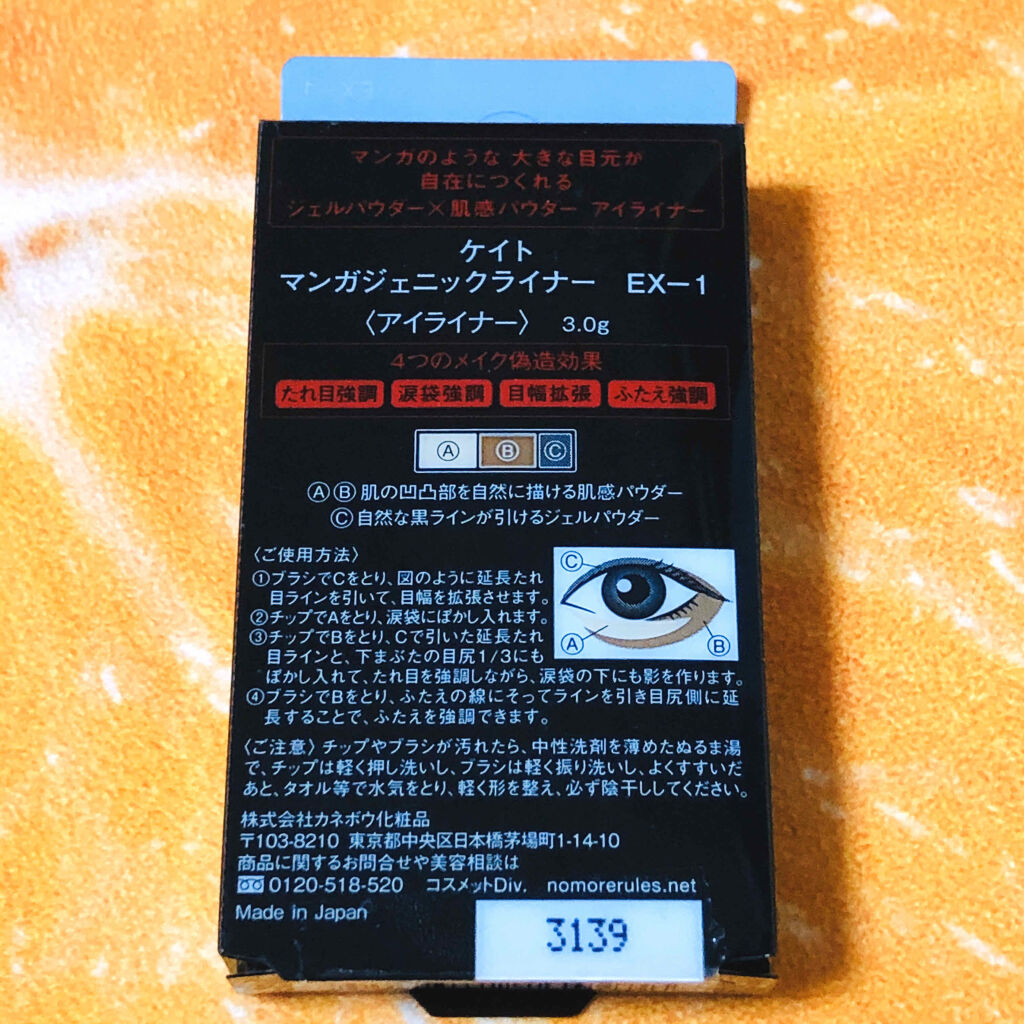 EX-1
マンガのような 大きな目元が
自在につくれる
ジェルパウダー×肌感パウダー アイライナー
ケイト
マンガジェニックライナー EX-1
〈アイライナー〉 3.0g
4つのメイク偽造効果
たれ目強調 涙袋強調 目幅拡張 ふたえ強調
Ⓐ Ⓑ Ⓒ
ⒶⒷ肌の凹凸部を自然に描ける肌感パウダー
Ⓒ自然な黒ラインが引けるジェルパウダー
〈ご使用方法〉
①ブラシでCをとり、図のように延長たれ
目ラインを引いて、目幅を拡張させます。
②チップでAをとり、涙袋にぼかし入れます。
③チップでBをとり、Cで引いた延長たれ
目ラインと、下まぶたの目尻1/3にも
ぼかし入れて、たれ目を強調しながら、涙袋の下にも影を作ります。
④ブラシでBをとり、ふたえの線にそってラインを引き目尻側に延
長することで、ふたえを強調できます。
Ⓒ
Ⓐ
Ⓑ
〈ご注意〉チップやブラシが汚れたら、中性洗剤を薄めたぬるま湯
で、チップは軽く押し洗いし、ブラシは軽く振り洗いし、よくすすいだ
あと、タオル等で水気をとり、軽く形を整え、必ず陰干ししてください。
株式会社カネボウ化粧品
〒103-8210 東京都中央区日本橋茅場町1-14-10
商品に関するお問合せや美容相談は
0120-518-520 コスメットDiv. nomorerules.net
Made in Japan
3139